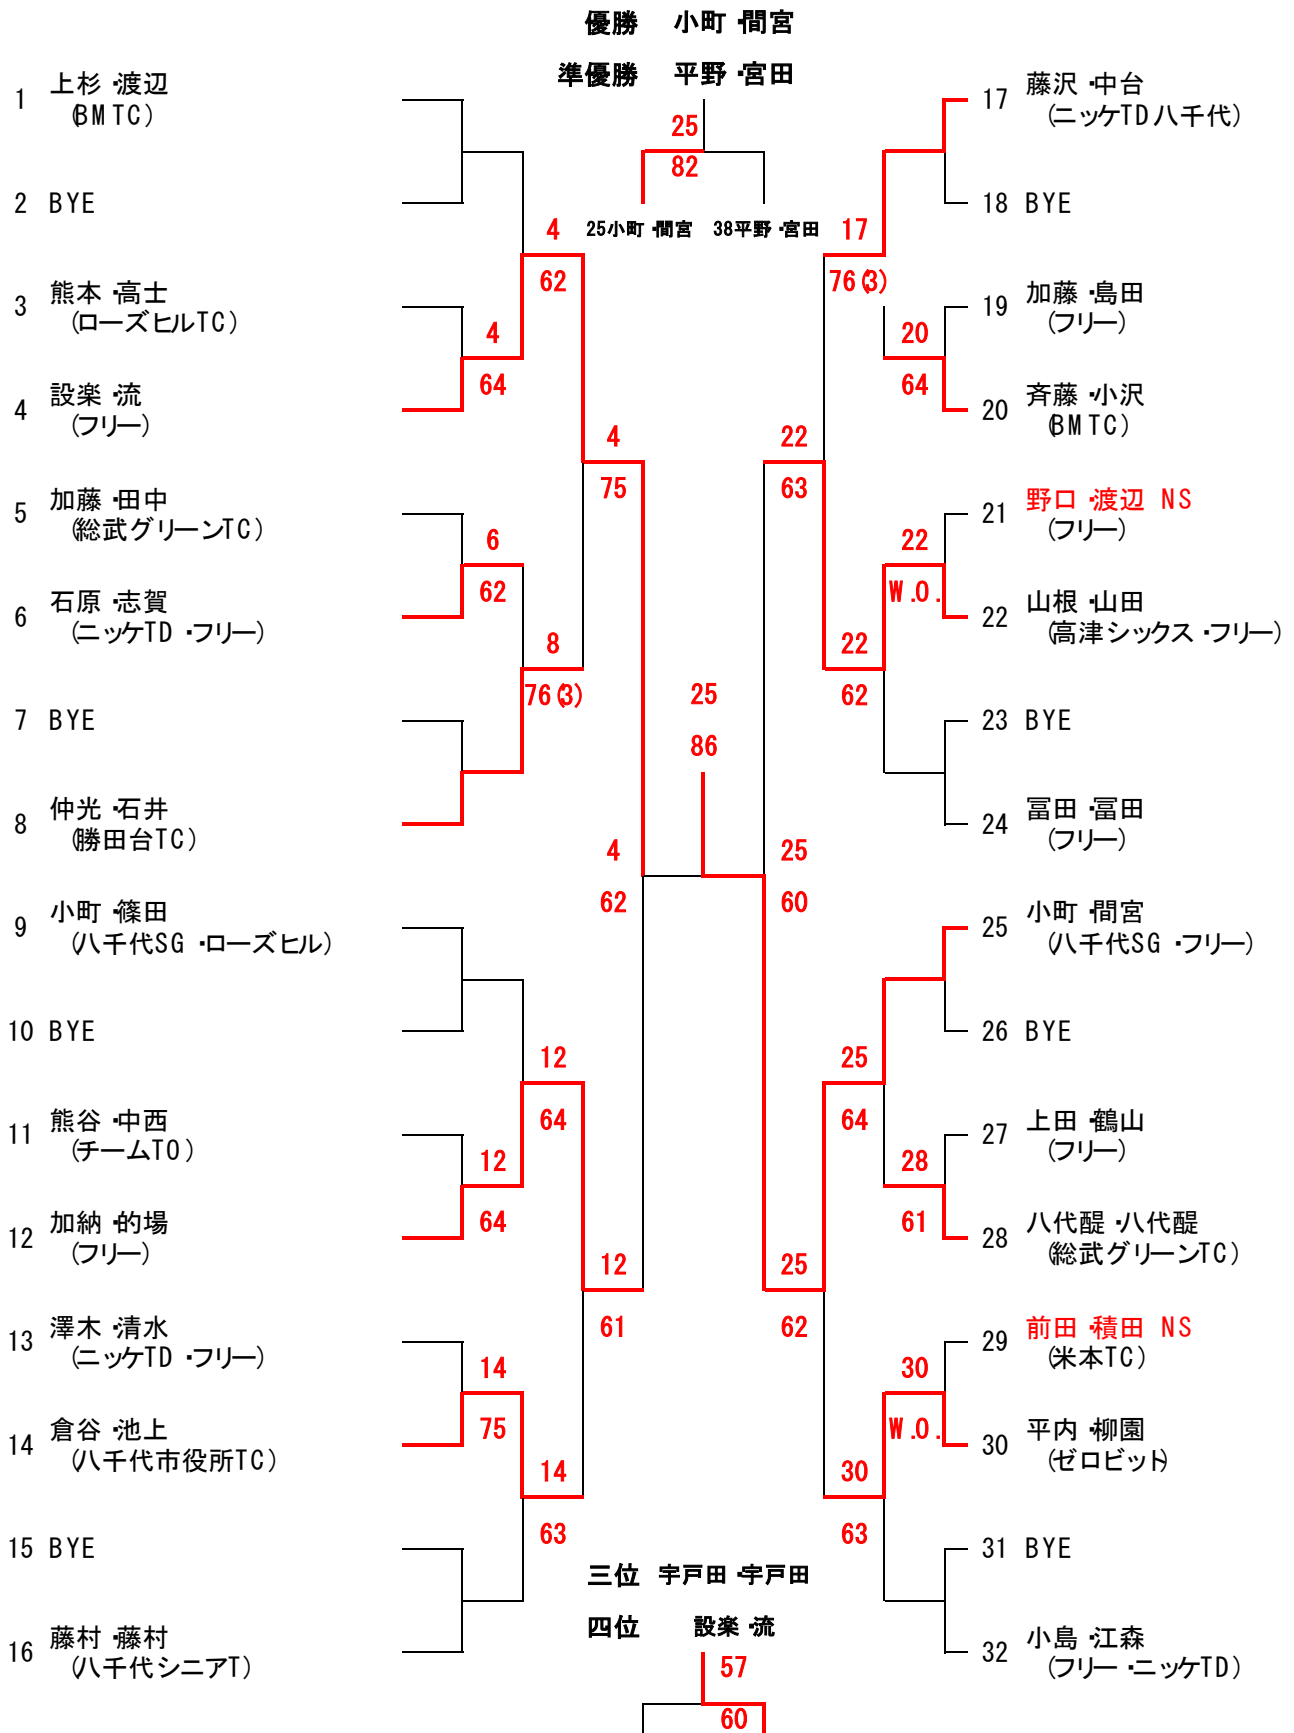 優勝 小町・間宮
準優勝 平野・宮田
25
82
25小町・間宮 38平野・宮田
1 上杉・渡辺
(BMTC)
2 BYE
3 熊本・高士
(ローズヒルTC)
4 設楽・流
(フリー)
5 加藤・田中
(総武グリーンTC)
6 石原・志賀
(ニッケTD・フリー)
7 BYE
8 仲光・石井
(勝田台TC)
9 小町・篠田
(八千代SG・ローズヒル)
10 BYE
11 熊谷・中西
(チームTO)
12 加納・的場
(フリー)
13 澤木・清水
(ニッケTD・フリー)
14 倉谷・池上
(八千代市役所TC)
15 BYE
16 藤村・藤村
(八千代シニアT)
4
64
6
62
12
64
14
75
4
62
8
76(3)
12
64
14
63
4
75
12
61
4
62
25
86
25
60
22
63
25
62
17
76(3)
22
62
25
64
30
63
20
64
22
W.O.
28
61
30
W.O.
17 藤沢・中台
(ニッケTD八千代)
18 BYE
19 加藤・島田
(フリー)
20 斉藤・小沢
(BMTC)
21 野口・渡辺 NS
(フリー)
22 山根・山田
(高津シックス・フリー)
23 BYE
24 冨田・冨田
(フリー)
25 小町・間宮
(八千代SG・フリー)
26 BYE
27 上田・鶴山
(フリー)
28 八代醍・八代醍
(総武グリーンTC)
29 前田・積田 NS
(米本TC)
30 平内・柳園
(ゼロビット)
31 BYE
32 小島・江森
(フリー・ニッケTD)
三位 宇戸田・宇戸田
四位 設楽・流
57
60